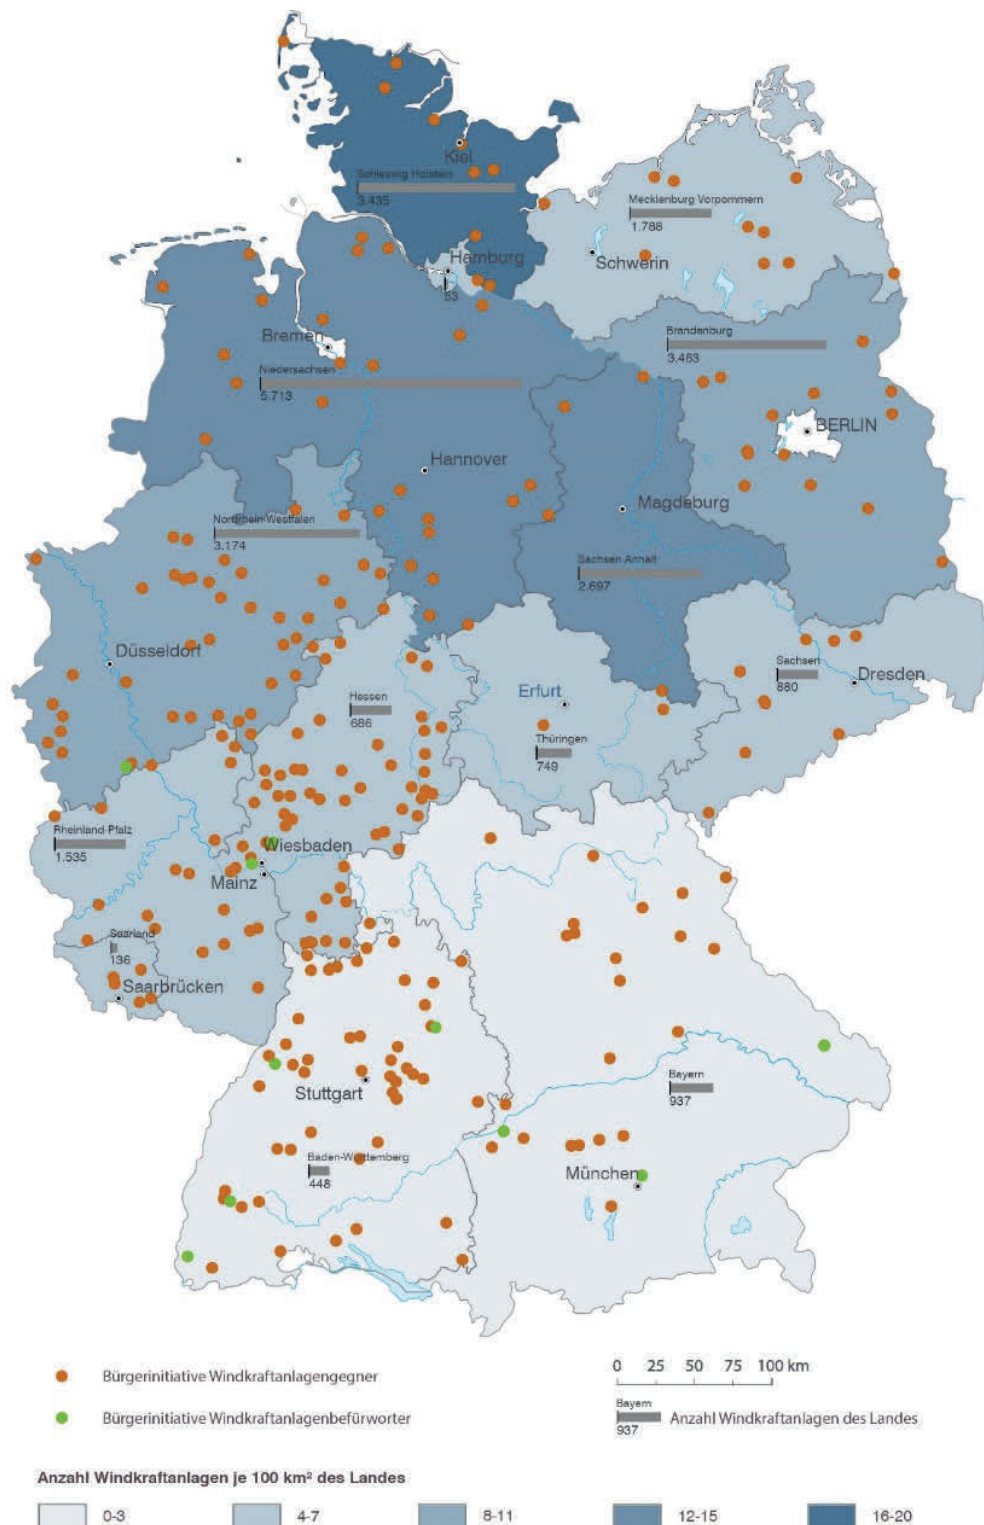 Kiel
Schleswig Holstein
3.435
Mecklenburg Vorpommern
1.788
Schwerin
Hamburg
53
Brandenburg
3.463
Bremen
Niedersachsen
5.713
BERLIN
Hannover
Magdeburg
Nordrhein-Westfalen
3.174
Sachsen Anhalt
2.697
Düsseldorf
Sachsen
880
Dresden
Hessen
686
Erfurt
Thüringen
749
Rheinland-Pfalz
1.535
Wiesbaden
Mainz
Saarland
136
Saarbrücken
Stuttgart
Bayern
937
Baden-Württemberg
448
München
Bürgerinitiative Windkraftanlagengegner
Bürgerinitiative Windkraftanlagenbefürworter
0 25 50 75 100 km
Bayern
937
Anzahl Windkraftanlagen des Landes
Anzahl Windkraftanlagen je 100 km² des Landes
0-3 4-7 8-11 12-15 16-20